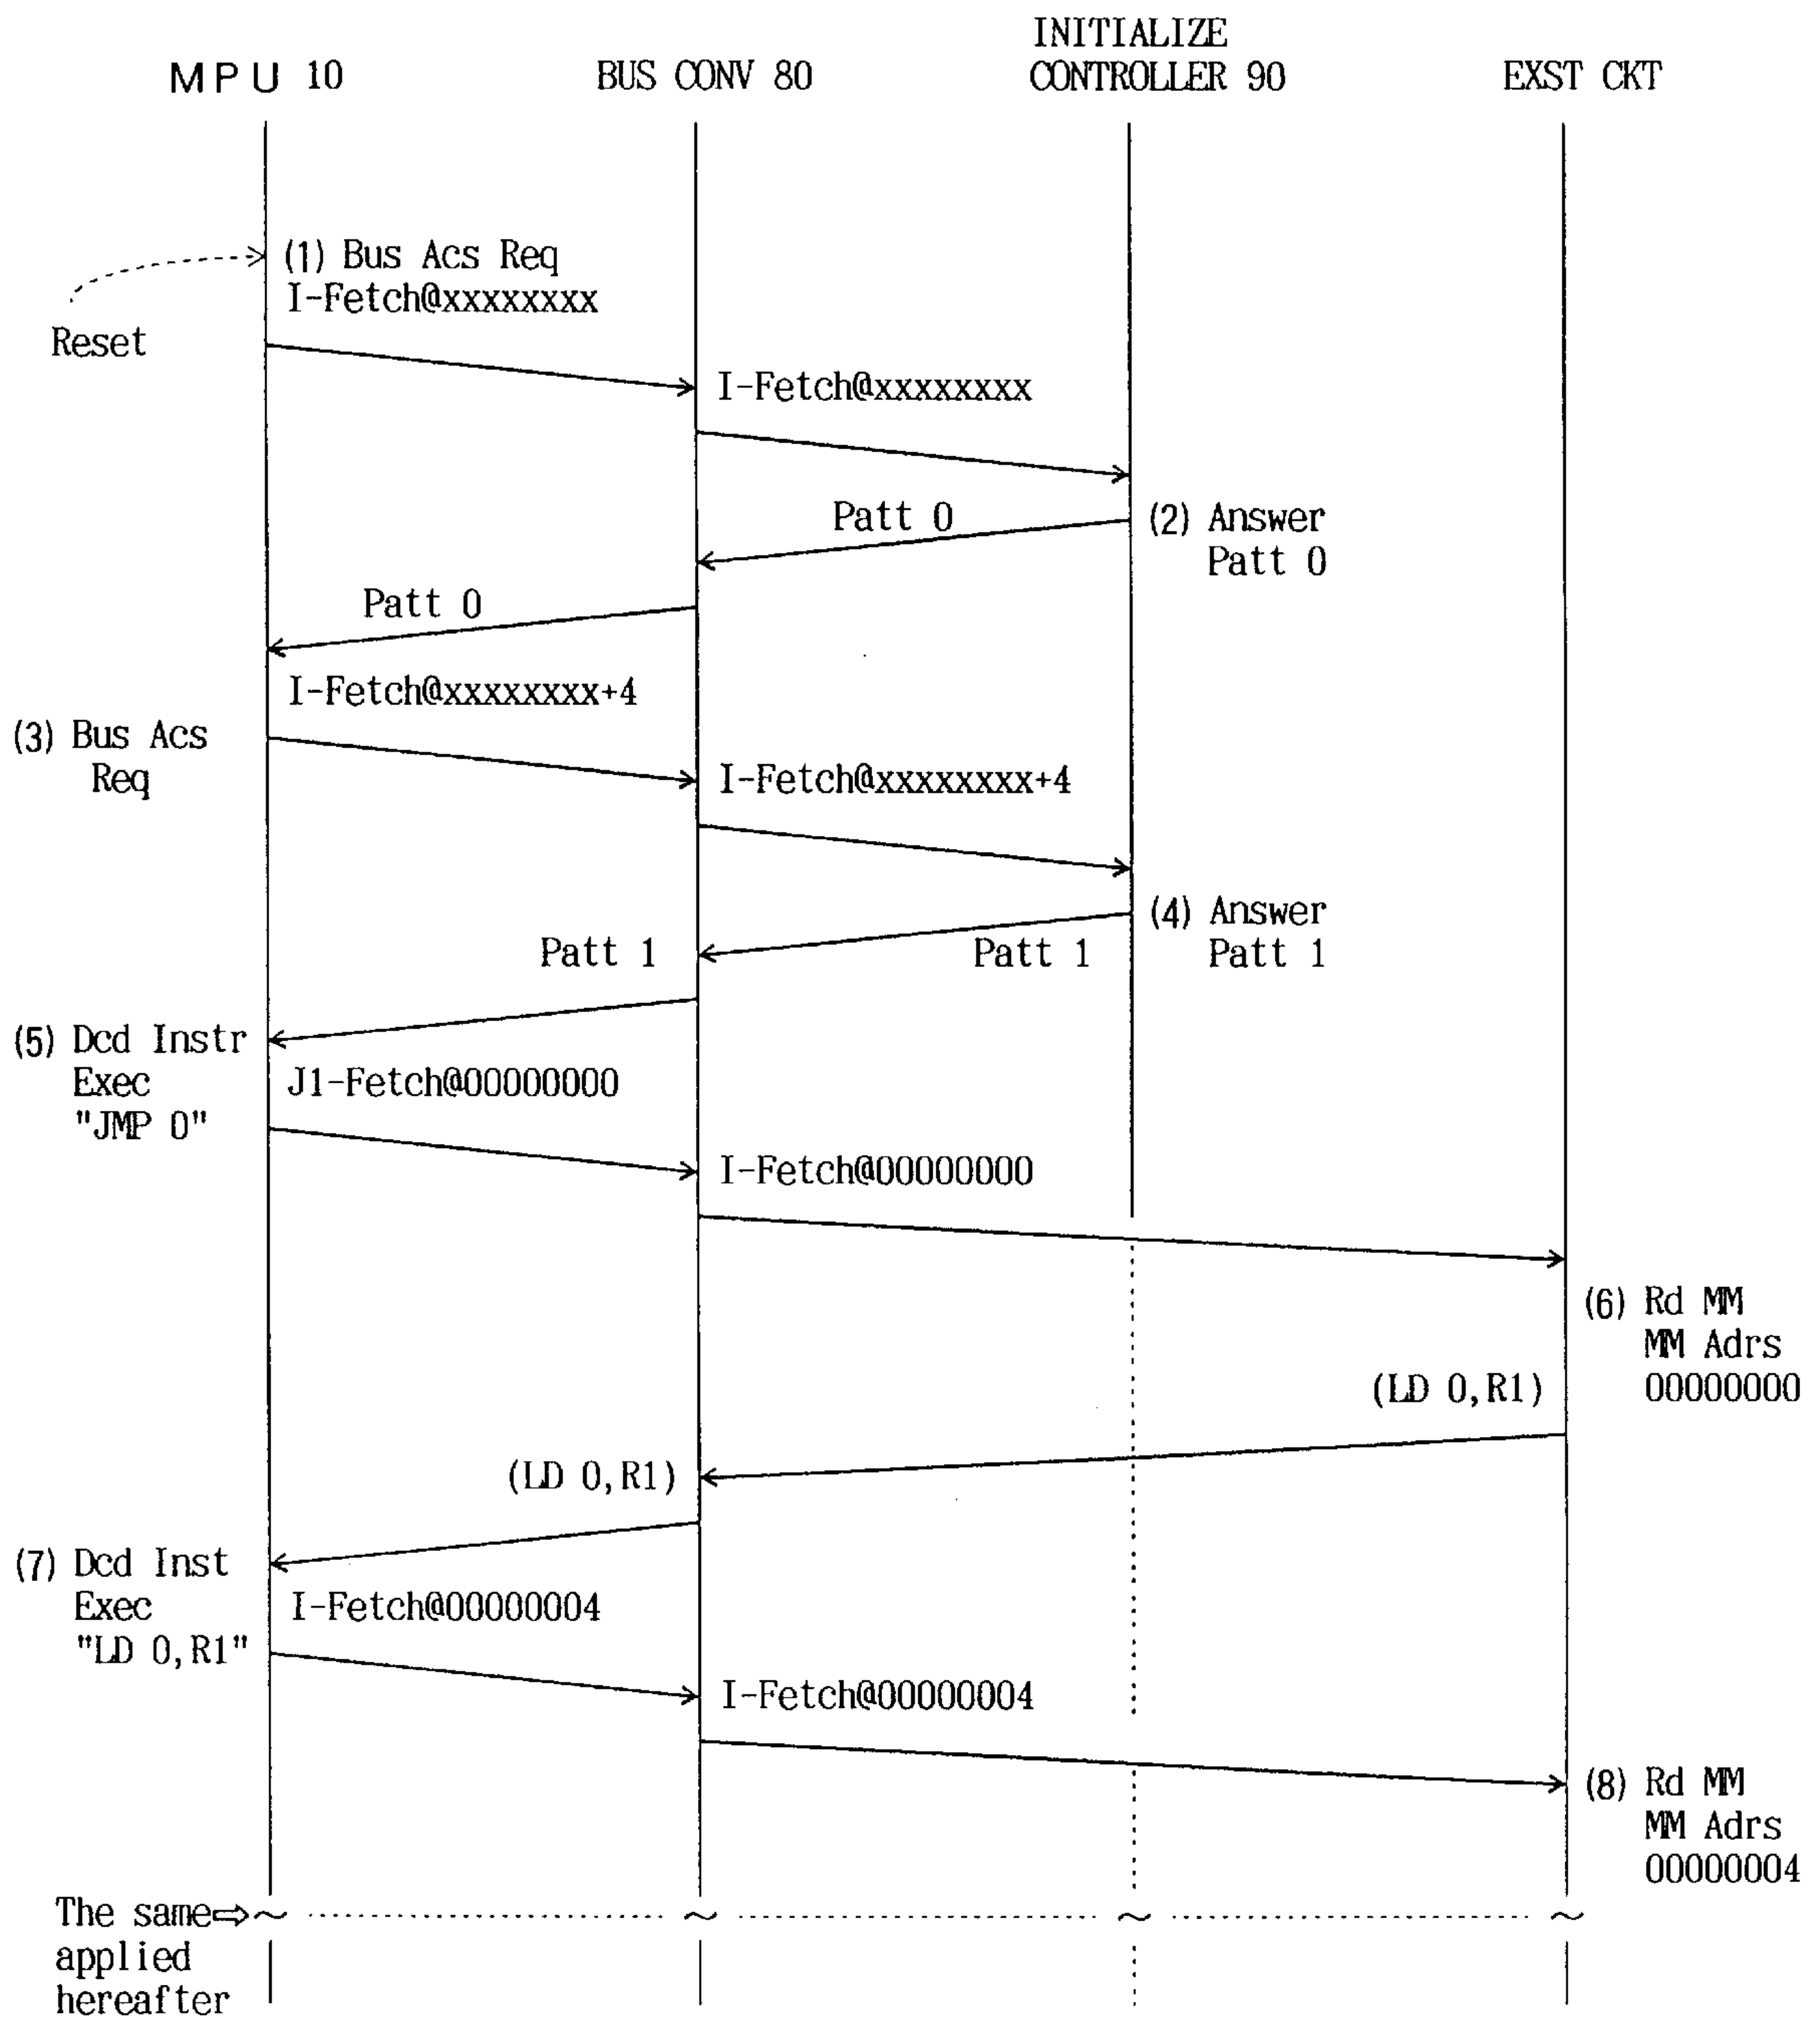 INITIALIZE
MPU 10 BUS CONV 80 CONTROLLER 90 EXST CKT
(1) Bus Acs Req
I-Fetch@xxxxxxxx
Reset
I-Fetch@xxxxxxxx
Patt 0 (2) Answer
Patt 0
Patt 0
I-Fetch@xxxxxxxx+4
(3) Bus Acs
Req
I-Fetch@xxxxxxxx+4
(4) Answer
Patt 1 Patt 1 Patt 1
(5) Dcd Instr
Exec J1-Fetch@00000000
"JMP 0"
I-Fetch@00000000
(6) Rd MM
MM Adrs
(LD 0,R1) 00000000
(LD 0,R1)
(7) Dcd Inst
Exec I-Fetch@00000004
"LD 0,R1"
I-Fetch@00000004
(8) Rd MM
MM Adrs
00000004
The same⇨
applied
hereafter